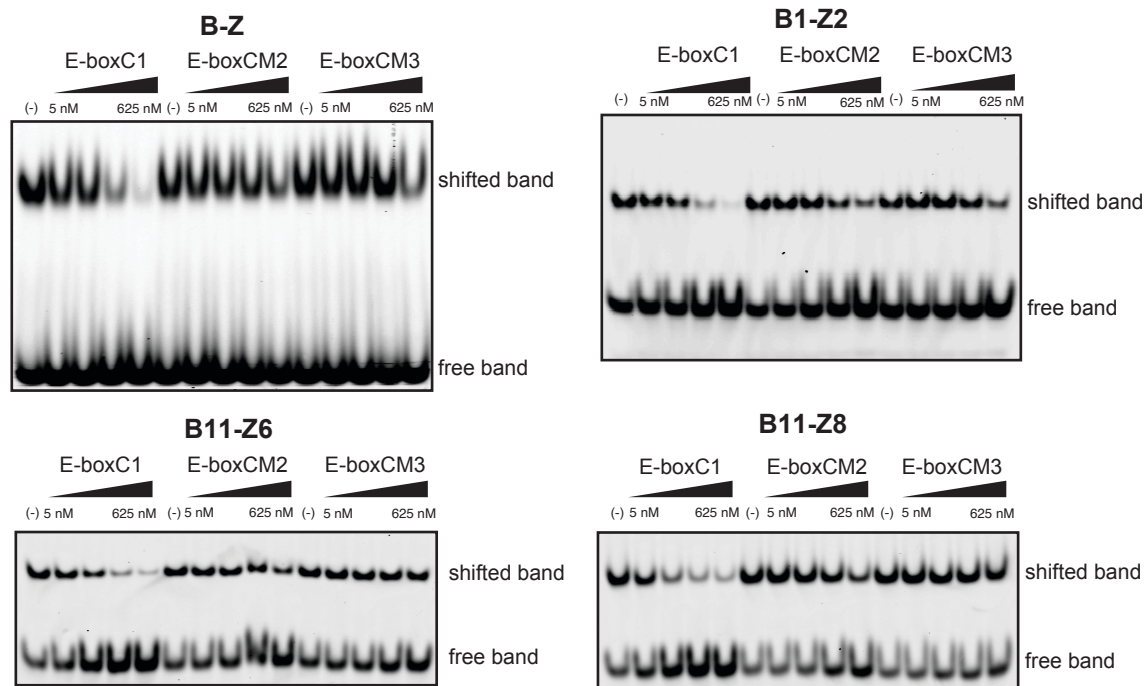 B-Z
E-boxC1 E-boxCM2 E-boxCM3
(-) 5 nM 625 nM (-) 5 nM 625 nM (-) 5 nM 625 nM
shifted band
free band
B1-Z2
E-boxC1 E-boxCM2 E-boxCM3
(-) 5 nM 625 nM (-) 5 nM 625 nM (-) 5 nM 625 nM
shifted band
free band
B11-Z6
E-boxC1 E-boxCM2 E-boxCM3
(-) 5 nM 625 nM (-) 5 nM 625 nM (-) 5 nM 625 nM
shifted band
free band
B11-Z8
E-boxC1 E-boxCM2 E-boxCM3
(-) 5 nM 625 nM (-) 5 nM 625 nM (-) 5 nM 625 nM
shifted band
free band